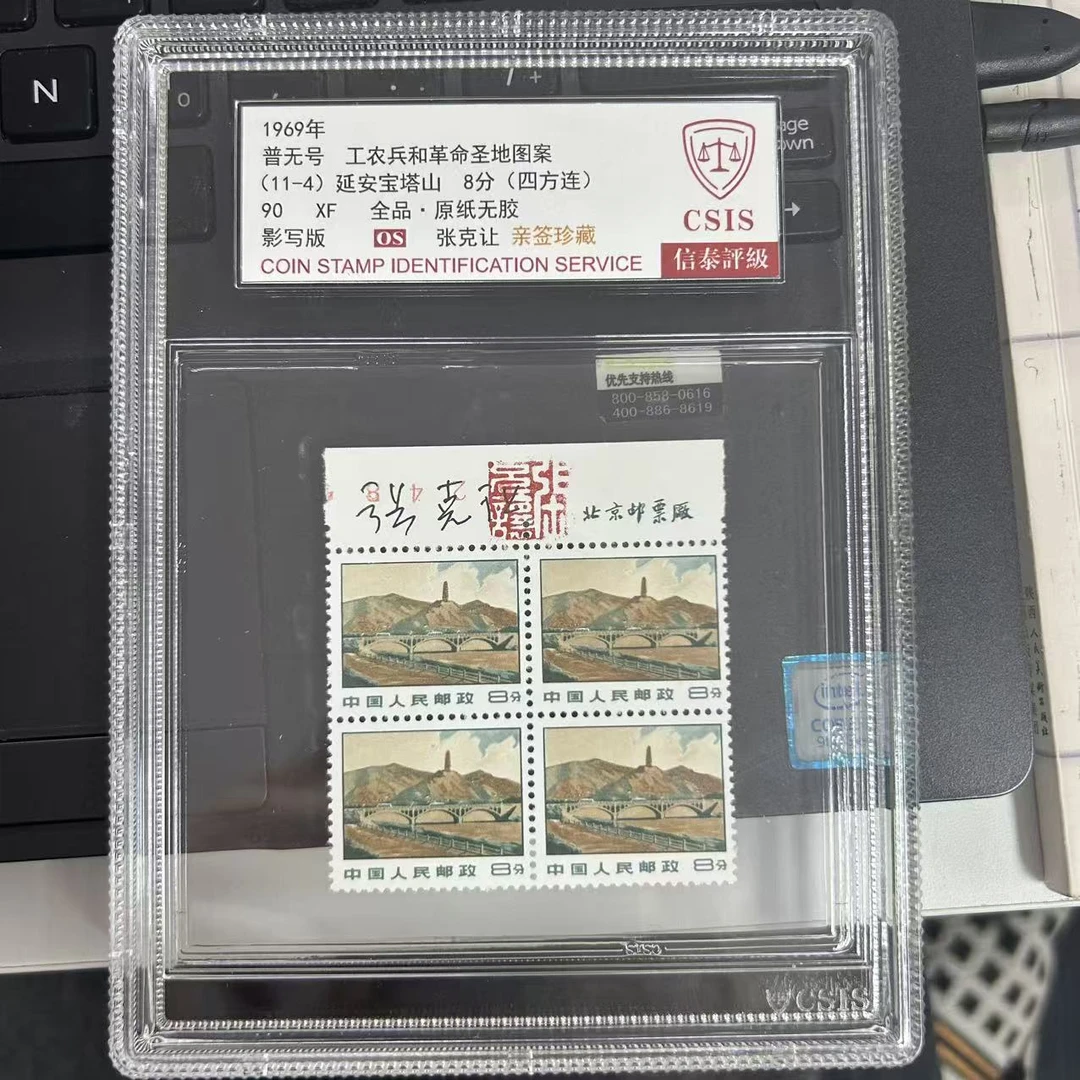 N
1969年
普无号 工农兵和革命圣地图案
(11-4) 延安宝塔山 8分(四方连)
90 XF 全品·原纸无胶
影写版 OS 张克让 亲签珍藏
COIN STAMP IDENTIFICATION SERVICE
CSIS
信泰評級
优先支持热线
800-858-0616
400-886-8619
张克让
北京邮票厂
中国人民邮政 8分
中国人民邮政 8分
中国人民邮政 8分
中国人民邮政 8分
intel
CORE
CSIS